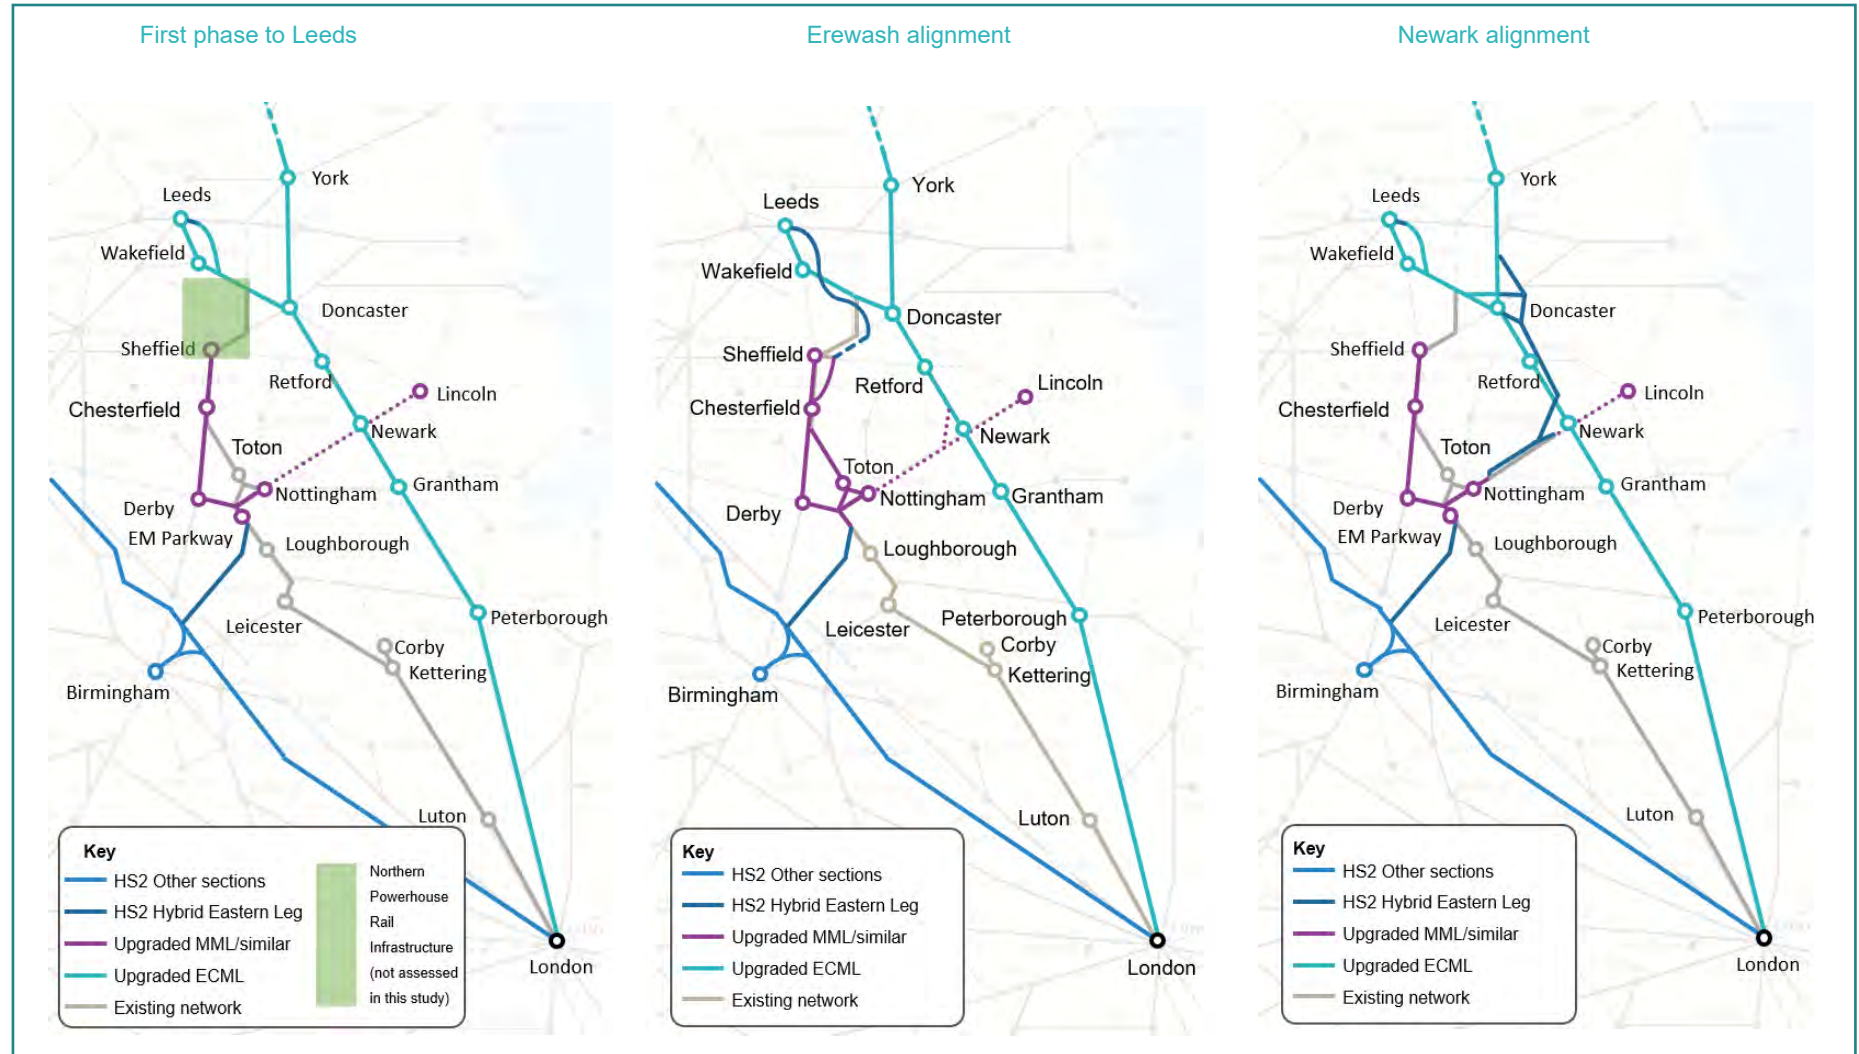 First phase to Leeds
York
Leeds
Wakefield
Doncaster
Sheffield
Retford
Lincoln
Chesterfield
Newark
Toton
Grantham
Nottingham
Derby
EM Parkway
Loughborough
Peterborough
Leicester
Corby
Kettering
Birmingham
Luton
London
Key
HS2 Other sections
HS2 Hybrid Eastern Leg
Upgraded MML/similar
Upgraded ECML
Existing network
Northern
Powerhouse
Rail
Infrastructure
(not assessed
in this study)
Erewash alignment
York
Leeds
Wakefield
Doncaster
Sheffield
Retford
Lincoln
Chesterfield
Newark
Toton
Nottingham
Grantham
Derby
Loughborough
Peterborough
Leicester
Corby
Kettering
Birmingham
Luton
London
Key
HS2 Other sections
HS2 Hybrid Eastern Leg
Upgraded MML/similar
Upgraded ECML
Existing network
Newark alignment
York
Leeds
Wakefield
Doncaster
Sheffield
Retford
Lincoln
Chesterfield
Newark
Toton
Grantham
Nottingham
Derby
EM Parkway
Loughborough
Peterborough
Leicester
Corby
Kettering
Birmingham
Luton
London
Key
HS2 Other sections
HS2 Hybrid Eastern Leg
Upgraded MML/similar
Upgraded ECML
Existing network